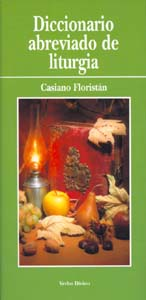 Diccionario
abreviado de
liturgia
Casiano Floristán
Verbo Divino